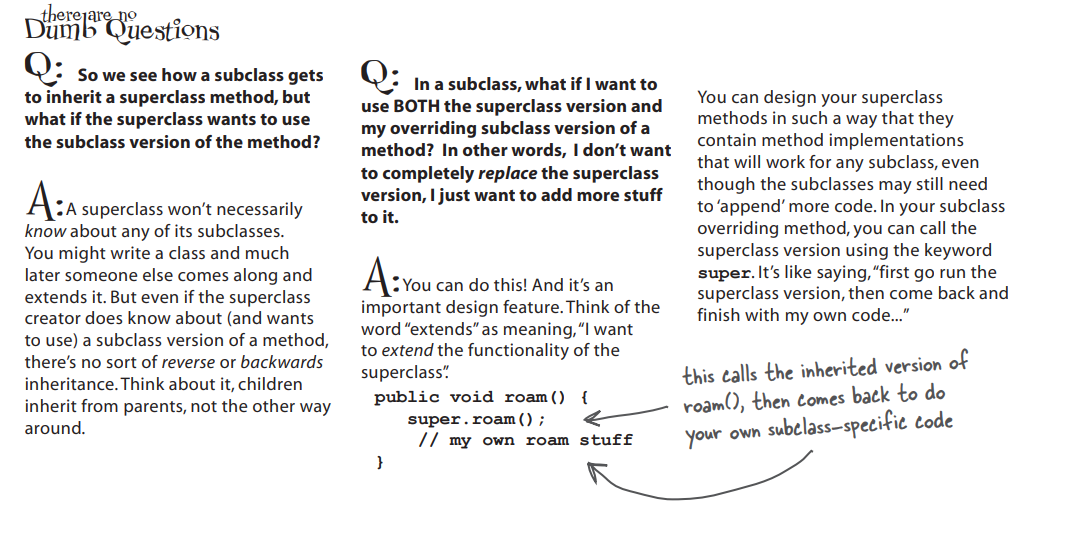 there are no
Dumb Questions
Q: So we see how a subclass gets
to inherit a superclass method, but
what if the superclass wants to use
the subclass version of the method?
A: A superclass won’t necessarily
know about any of its subclasses.
You might write a class and much
later someone else comes along and
extends it. But even if the superclass
creator does know about (and wants
to use) a subclass version of a method,
there’s no sort of reverse or backwards
inheritance. Think about it, children
inherit from parents, not the other way
around.
Q: In a subclass, what if I want to
use BOTH the superclass version and
my overriding subclass version of a
method? In other words, I don’t want
to completely replace the superclass
version, I just want to add more stuff
to it.
A: You can do this! And it’s an
important design feature. Think of the
word “extends” as meaning, “I want
to extend the functionality of the
superclass”.
public void roam() {
super.roam();
// my own roam stuff
}
You can design your superclass
methods in such a way that they
contain method implementations
that will work for any subclass, even
though the subclasses may still need
to ‘append’ more code. In your subclass
overriding method, you can call the
superclass version using the keyword
super. It’s like saying, “first go run the
superclass version, then come back and
finish with my own code...”
this calls the inherited version of
roam(), then comes back to do
your own subclass-specific code